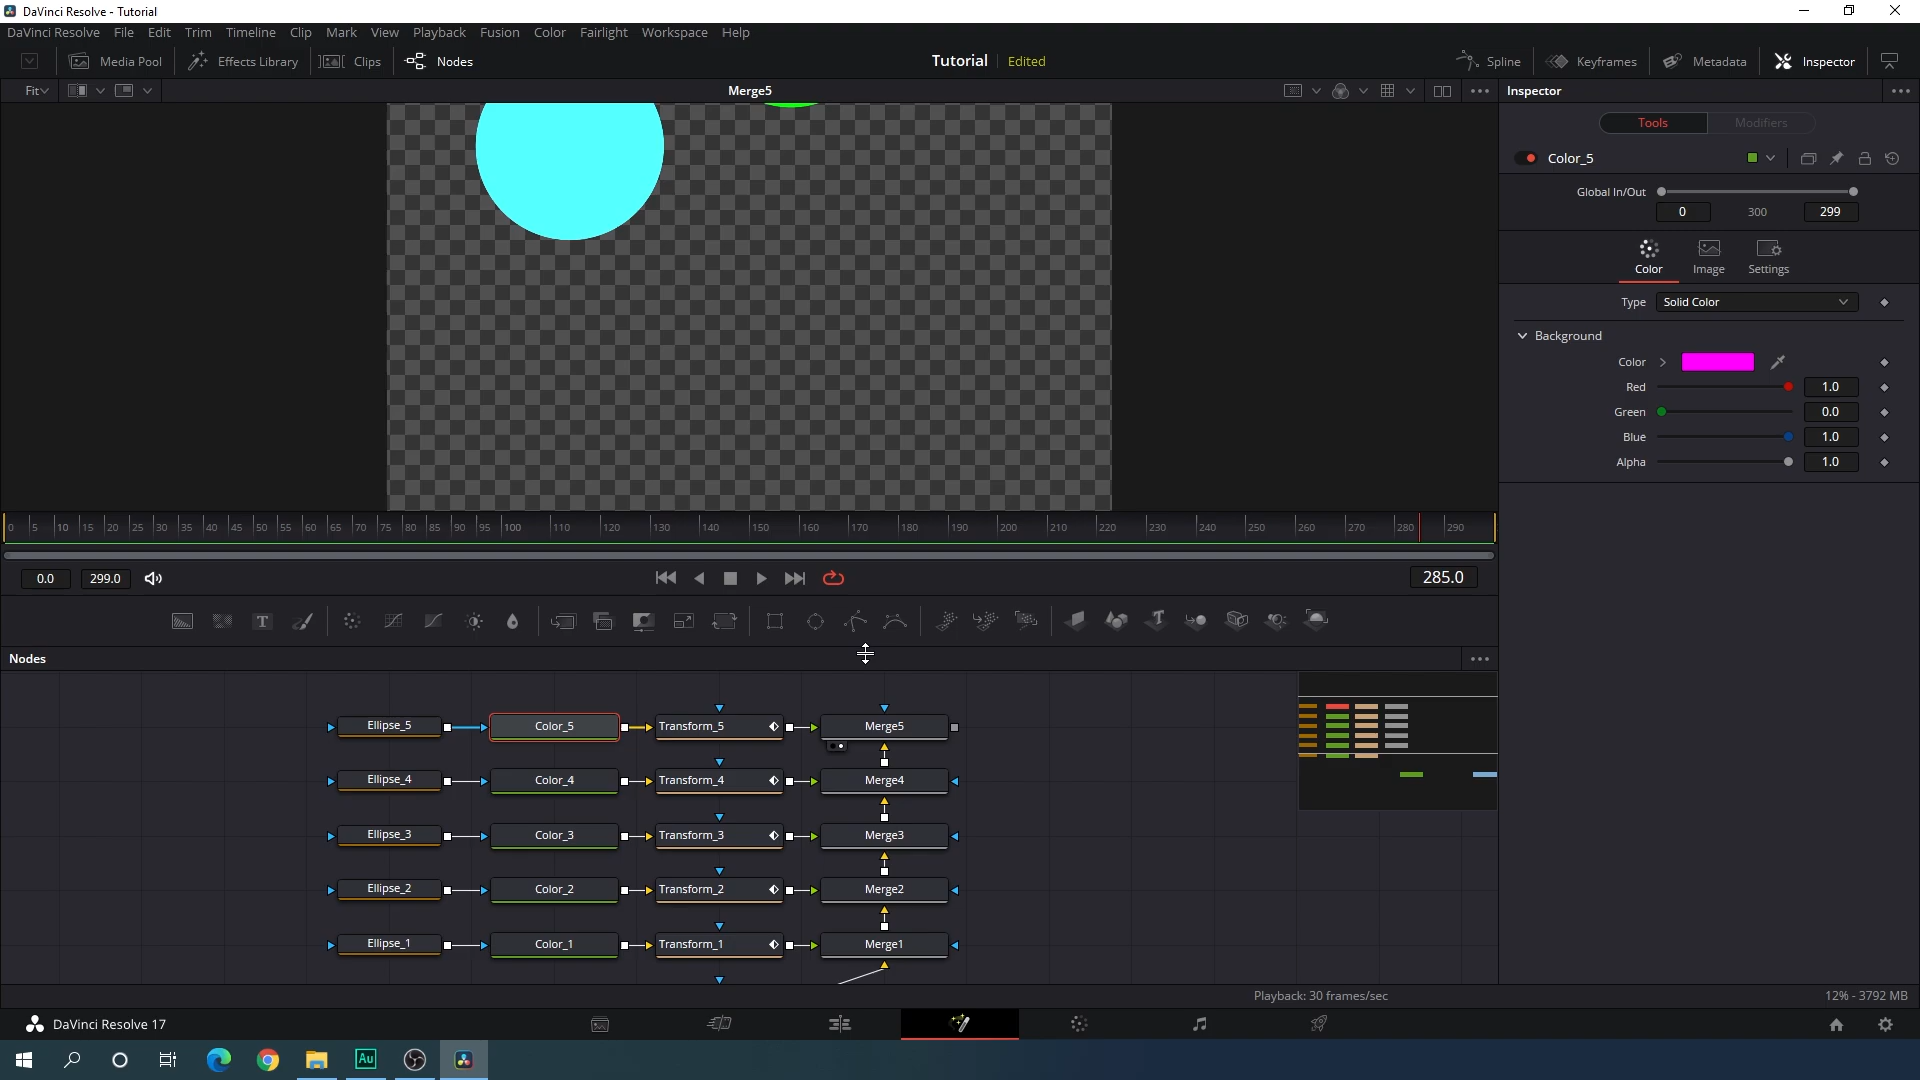 DaVinci Resolve - Tutorial
DaVinci Resolve File Edit Trim Timeline Clip Mark View Playback Fusion Color Fairlight Workspace Help
Media Pool Effects Library Clips Nodes Tutorial Edited Spline Keyframes Metadata Inspector
Fit Merge5 Inspector
Tools Modifiers
Color_5
Global In/Out
0 300 299
Color Image Settings
Type Solid Color
Background
Color
Red 1.0
Green 0.0
Blue 1.0
Alpha 1.0
0 5 10 15 20 25 30 35 40 45 50 55 60 65 70 75 80 85 90 95 100 110 120 130 140 150 160 170 180 190 200 210 220 230 240 250 260 270 280 290
0.0 299.0 285.0
T T
Nodes
Ellipse_5 Color_5 Transform_5 Merge5
Ellipse_4 Color_4 Transform_4 Merge4
Ellipse_3 Color_3 Transform_3 Merge3
Ellipse_2 Color_2 Transform_2 Merge2
Ellipse_1 Color_1 Transform_1 Merge1
Playback: 30 frames/sec 12% - 3792 MB
DaVinci Resolve 17
Au